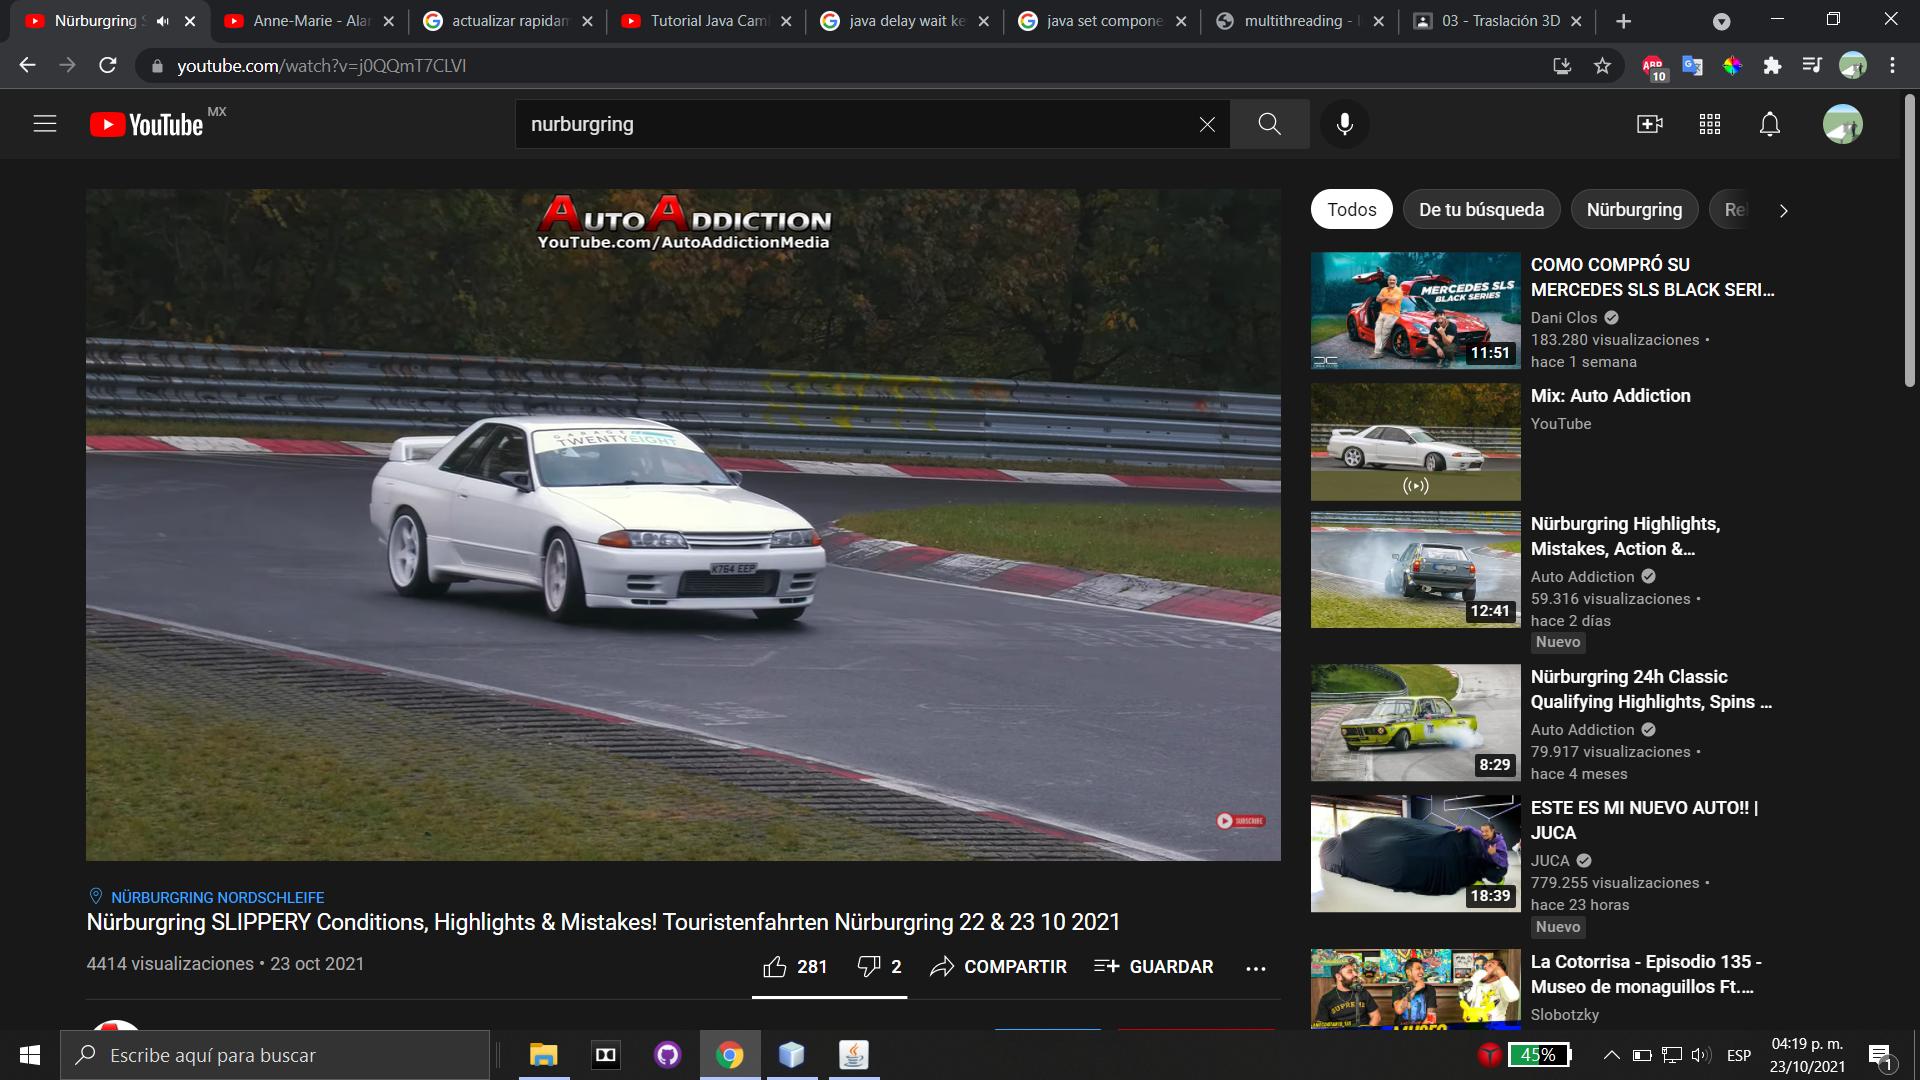 Nürburgring
Anne-Marie - Alar
actualizar rapidam
Tutorial Java Cam
java delay wait ke
java set compone
multithreading -
03 - Traslación 3D
youtube.com/watch?v=j0QQmT7CLVI
ABP
10
YouTube MX
nurburgring
AUTO ADDICTION
YouTube.com/AutoAddictionMedia
GARAGE
TWENTYEIGHT
K764 EEP
SUBSCRIBE
NÜRBURGRING NORDSCHLEIFE
Nürburgring SLIPPERY Conditions, Highlights & Mistakes! Touristenfahrten Nürburgring 22 & 23 10 2021
4414 visualizaciones • 23 oct 2021
281
2
COMPARTIR
GUARDAR
Todos
De tu búsqueda
Nürburgring
Rel
MERCEDES SLS
BLACK SERIES
11:51
COMO COMPRÓ SU
MERCEDES SLS BLACK SERI...
Dani Clos
183.280 visualizaciones •
hace 1 semana
Mix: Auto Addiction
YouTube
12:41
Nürburgring Highlights,
Mistakes, Action &...
Auto Addiction
59.316 visualizaciones •
hace 2 días
Nuevo
8:29
Nürburgring 24h Classic
Qualifying Highlights, Spins ...
Auto Addiction
79.917 visualizaciones •
hace 4 meses
18:39
ESTE ES MI NUEVO AUTO!! |
JUCA
JUCA
779.255 visualizaciones •
hace 23 horas
Nuevo
SUPREME
MUSEO
La Cotorrisa - Episodio 135 -
Museo de monaguillos Ft....
Slobotzky
Escribe aquí para buscar
45%
ESP
04:19 p. m.
23/10/2021
1